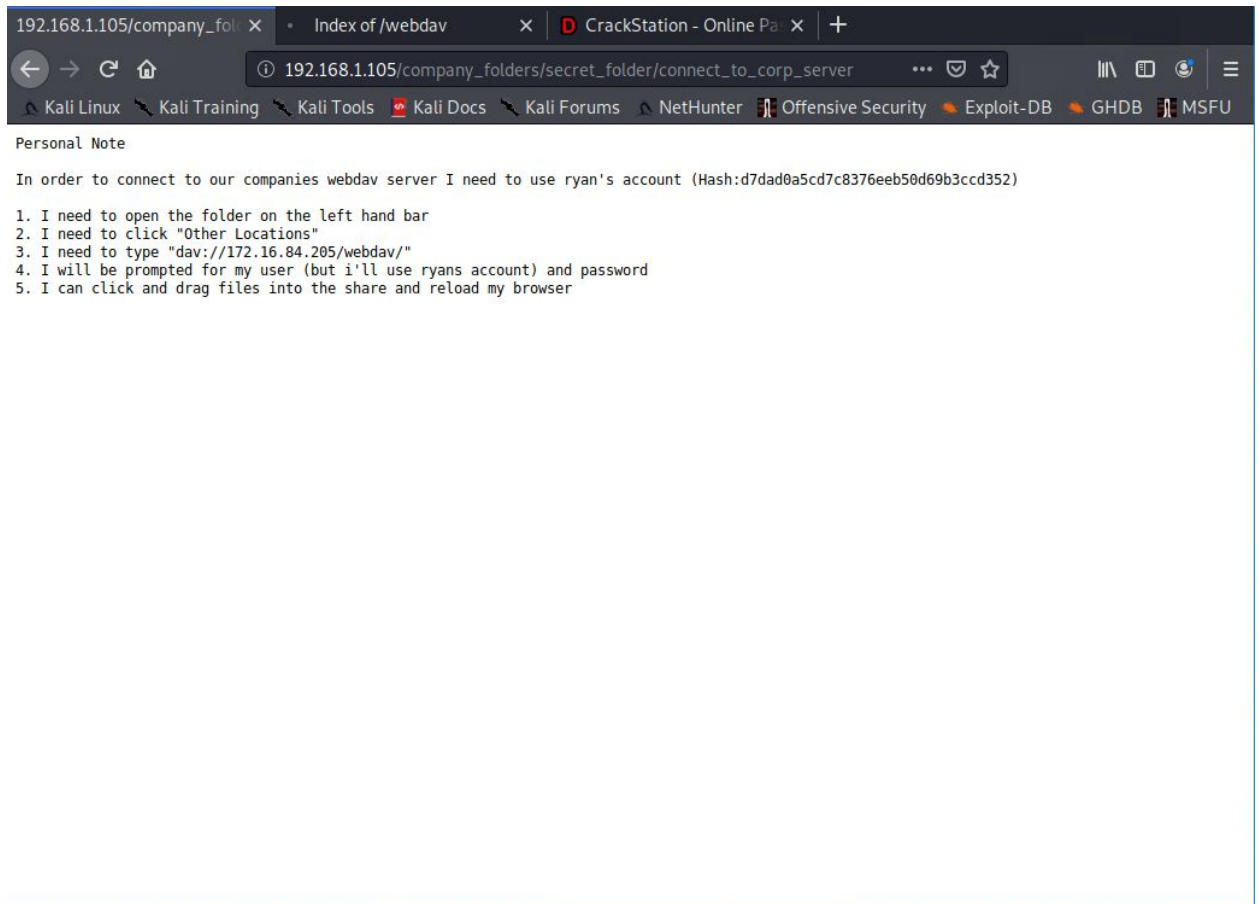 192.168.1.105/company_fol
Index of /webdav
CrackStation - Online Pa
192.168.1.105/company_folders/secret_folder/connect_to_corp_server
Kali Linux Kali Training Kali Tools Kali Docs Kali Forums NetHunter Offensive Security Exploit-DB GHDB MSFU
Personal Note
In order to connect to our companies webdav server I need to use ryan's account (Hash:d7dad0a5cd7c8376eeb50d69b3ccd352)
1. I need to open the folder on the left hand bar
2. I need to click "Other Locations"
3. I need to type "dav://172.16.84.205/webdav/"
4. I will be prompted for my user (but i'll use ryans account) and password
5. I can click and drag files into the share and reload my browser